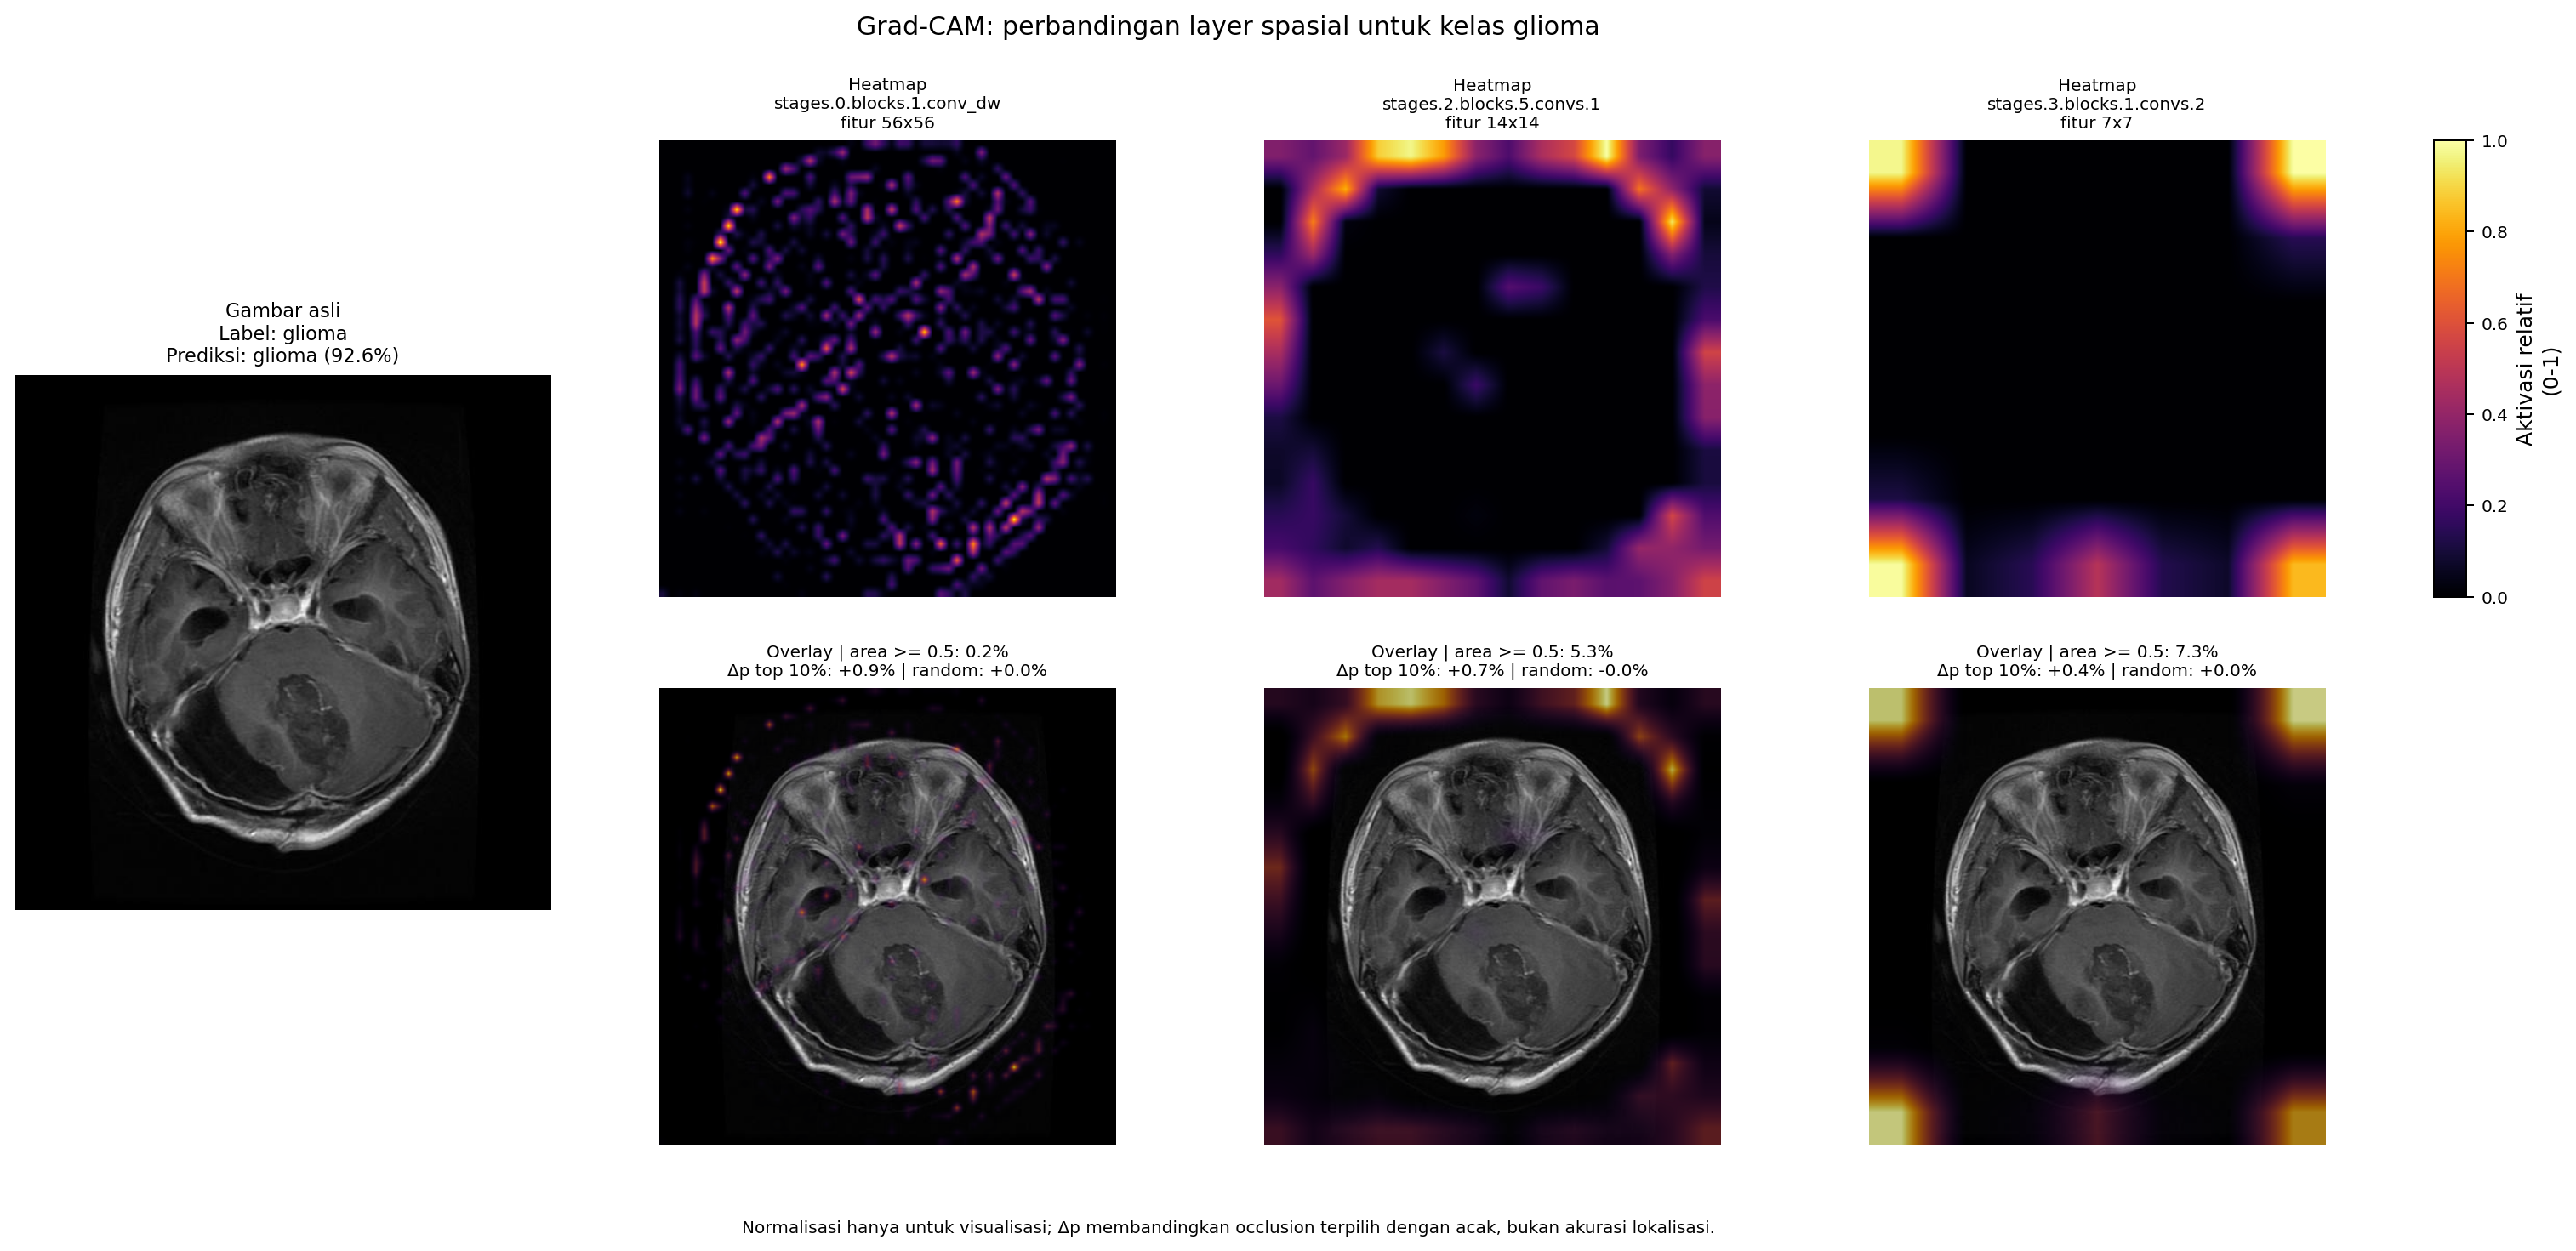 Grad-CAM: perbandingan layer spasial untuk kelas glioma
Gambar asli
Label: glioma
Prediksi: glioma (92.6%)
Heatmap
stages.0.blocks.1.conv_dw
fitur 56x56
Heatmap
stages.2.blocks.5.convs.1
fitur 14x14
Heatmap
stages.3.blocks.1.convs.2
fitur 7x7
1.0
0.8
0.6
0.4
0.2
0.0
Aktivasi relatif
(0-1)
Overlay | area >= 0.5: 0.2%
Δp top 10%: +0.9% | random: +0.0%
Overlay | area >= 0.5: 5.3%
Δp top 10%: +0.7% | random: -0.0%
Overlay | area >= 0.5: 7.3%
Δp top 10%: +0.4% | random: +0.0%
Normalisasi hanya untuk visualisasi; Δp membandingkan occlusion terpilih dengan acak, bukan akurasi lokalisasi.